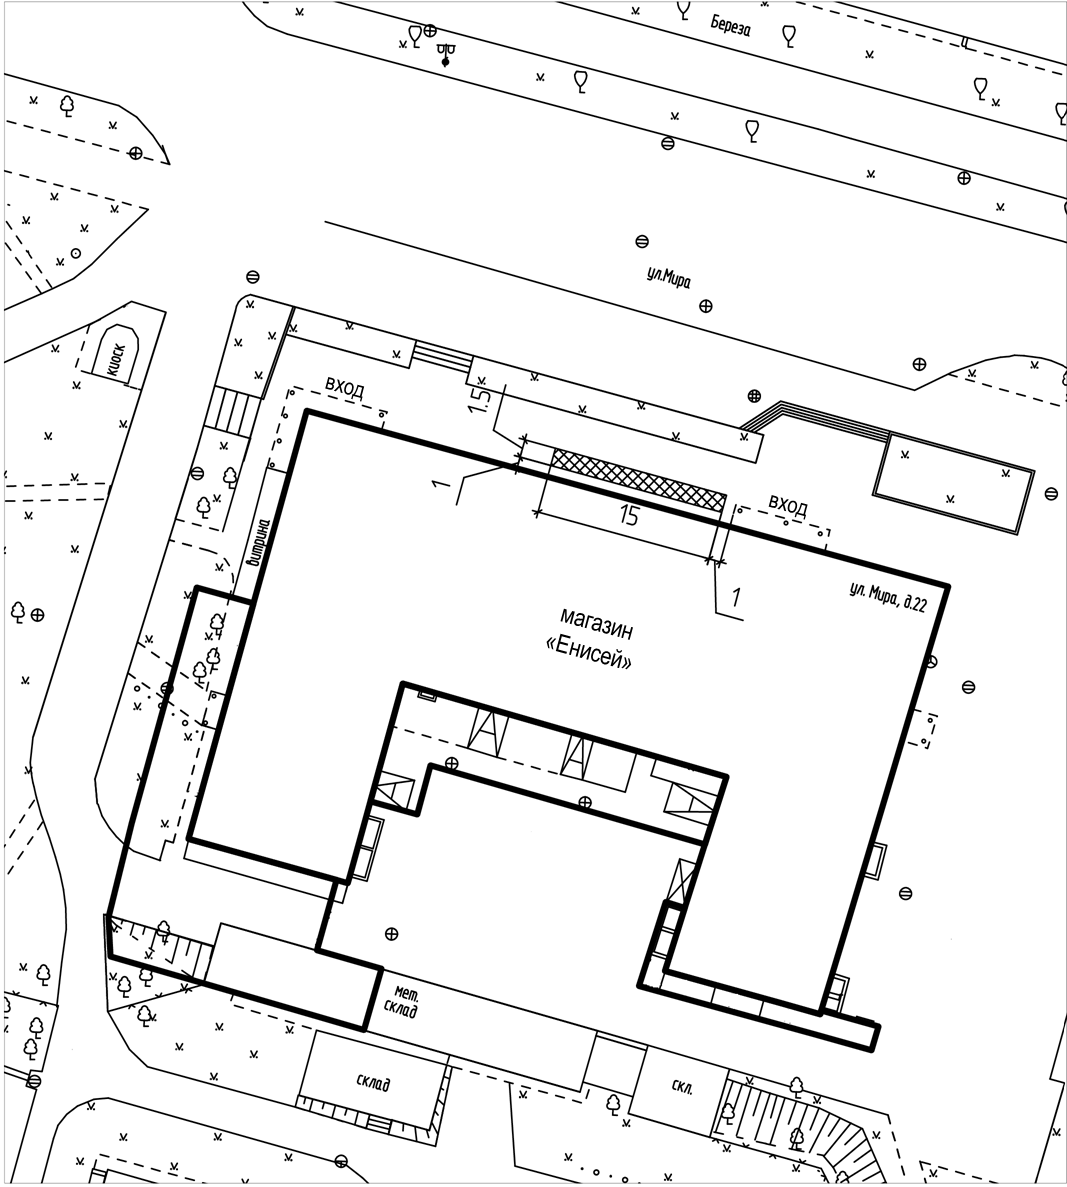 Береза
ул.Мира
киоск
вход
1.5
1
15
вход
витрина
1
ул. Мира, д.22
магазин
«Енисей»
мет.
склад
склад
скл.